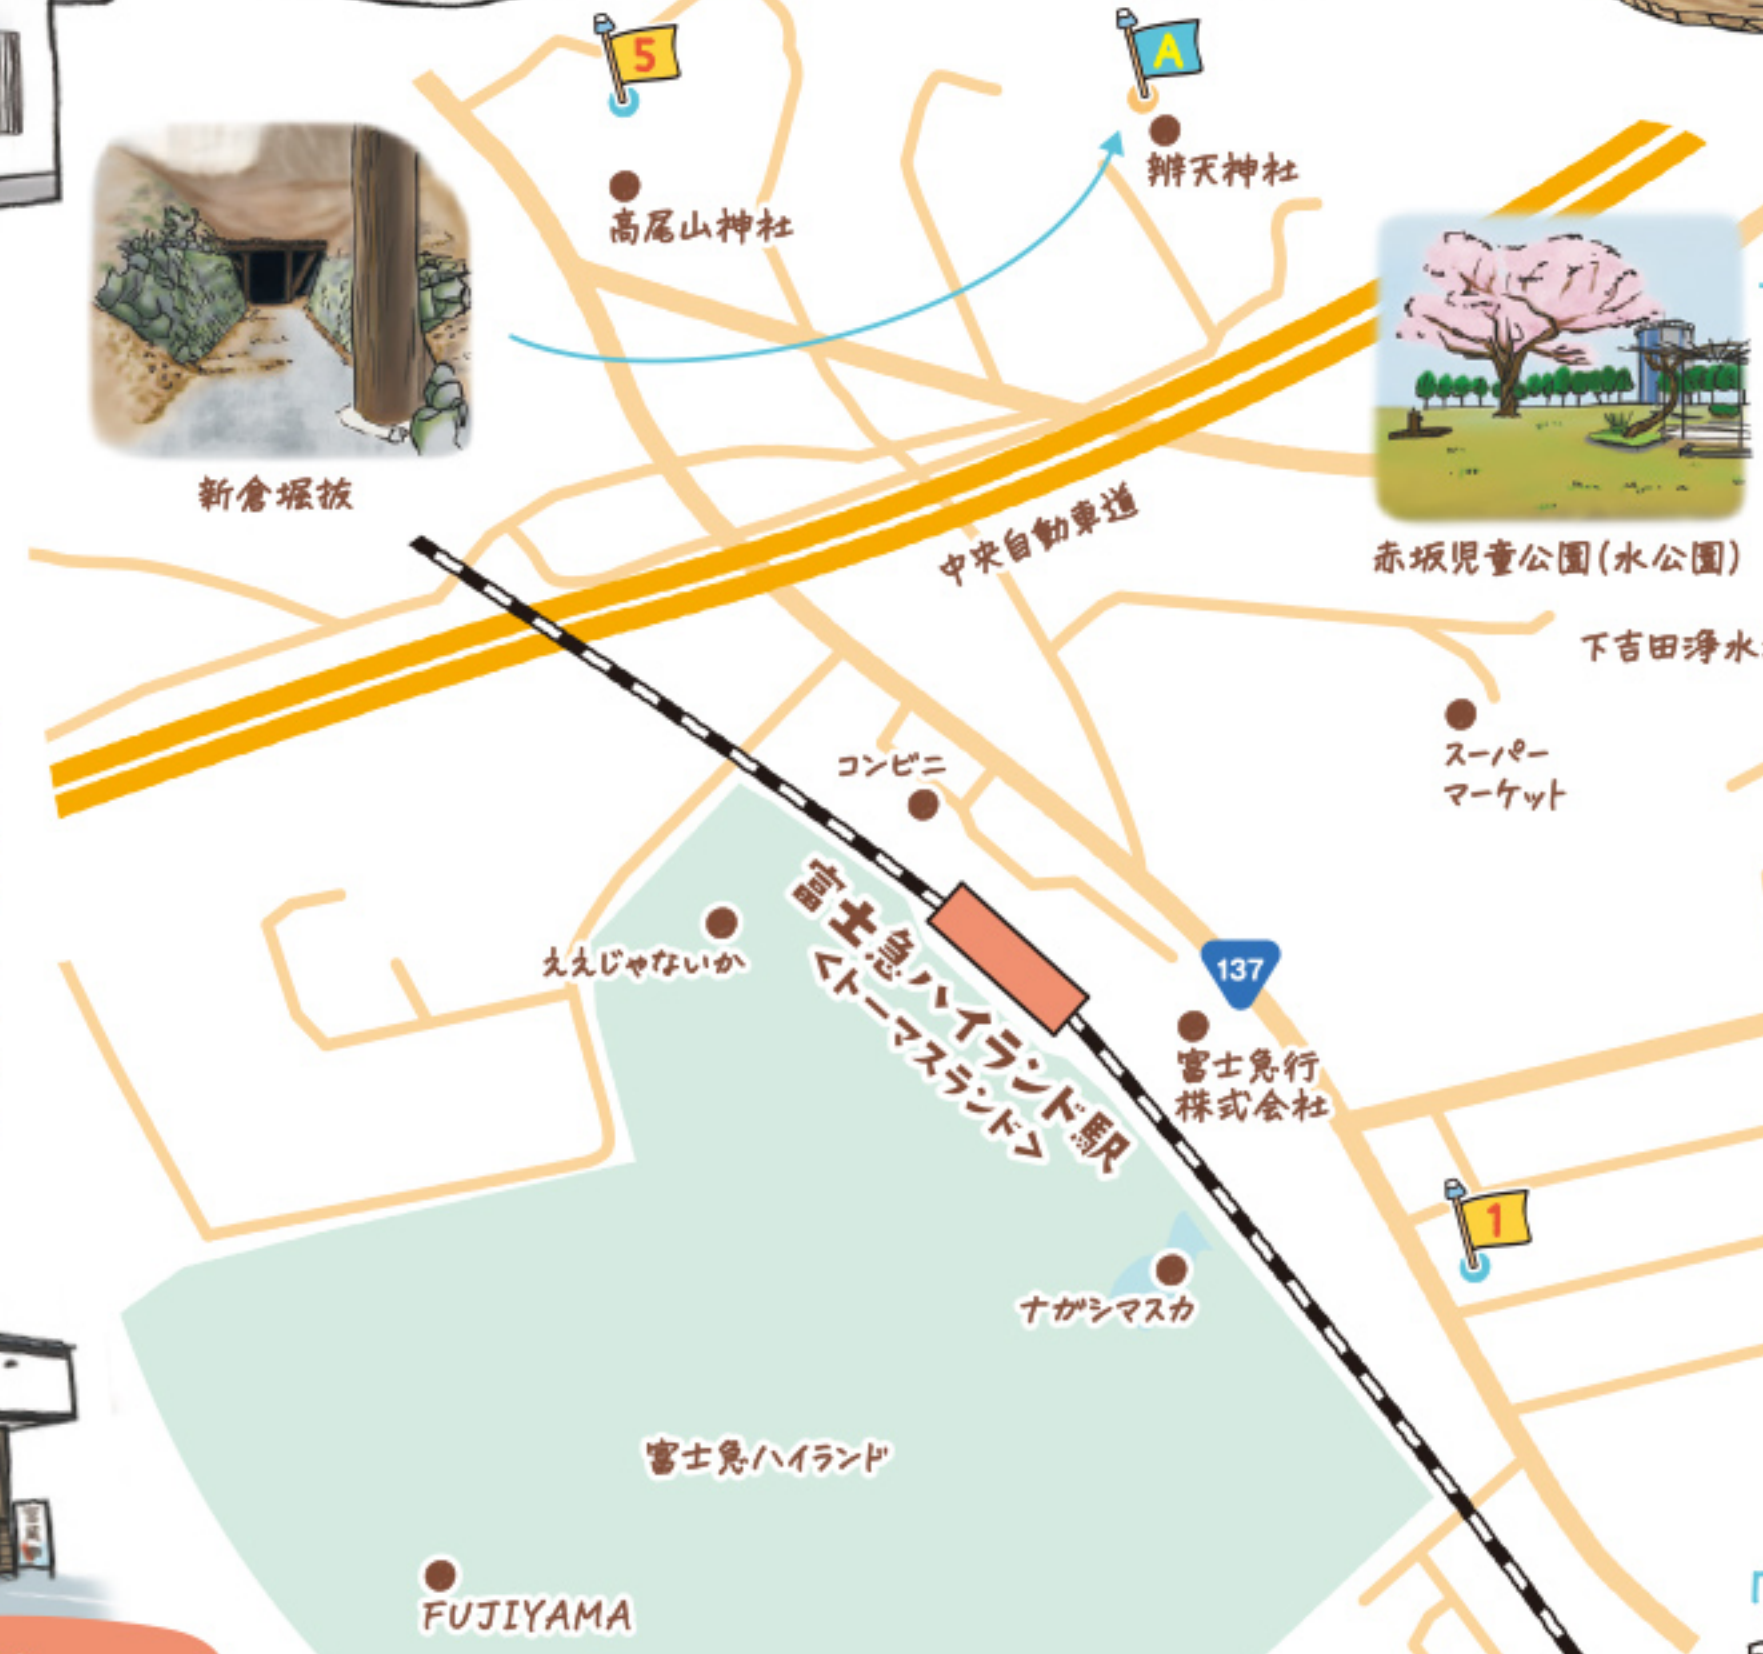 5
A
辨天神社
高尾山神社
新倉堀抜
中央自動車道
赤坂児童公園(水公園)
下吉田浄水
スーパー
マーケット
コンビニ
ええじゃないか
富士急ハイランド駅
<トーマスランド>
137
富士急行
株式会社
1
ナガシマスカ
富士急ハイランド
FUJIYAMA